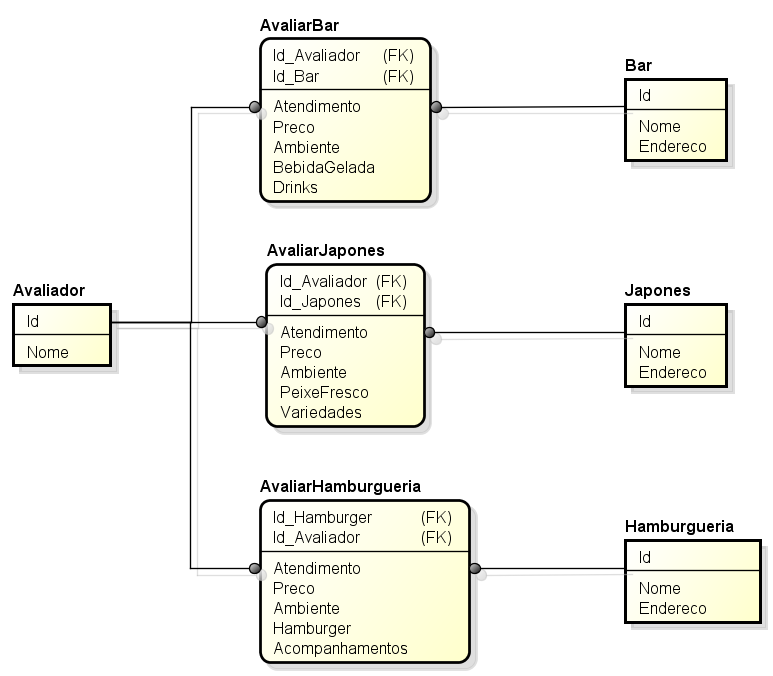 AvaliarBar
Id_Avaliador (FK)
Id_Bar (FK)
Atendimento
Preco
Ambiente
BebidaGelada
Drinks
Bar
Id
Nome
Endereco
AvaliarJapones
Id_Avaliador (FK)
Id_Japones (FK)
Atendimento
Preco
Ambiente
PeixeFresco
Variedades
Avaliador
Id
Nome
Japones
Id
Nome
Endereco
AvaliarHamburgueria
Id_Hamburger (FK)
Id_Avaliador (FK)
Atendimento
Preco
Ambiente
Hamburger
Acompanhamentos
Hamburgueria
Id
Nome
Endereco